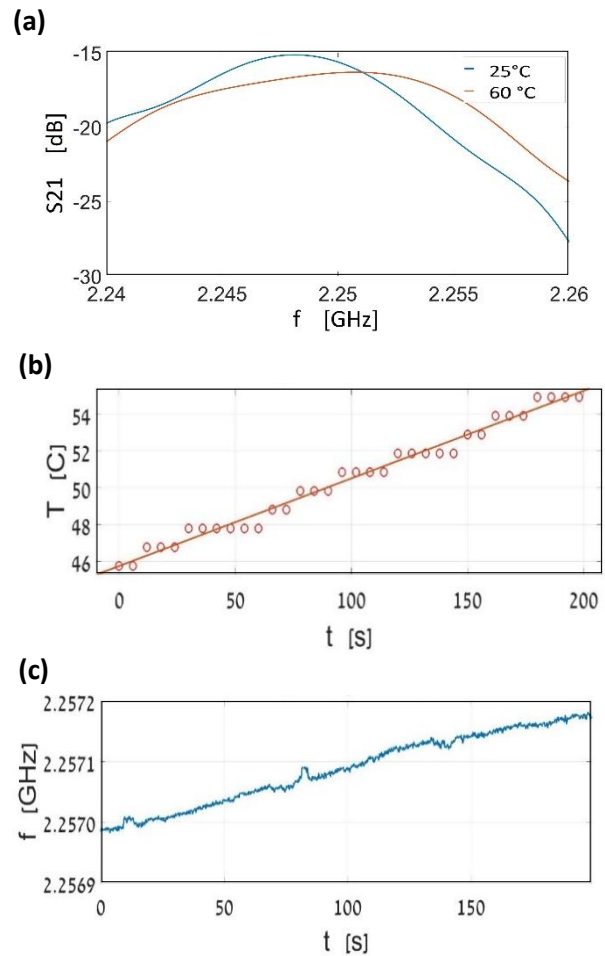 (a)
-15
-20
-25
-30
S21 [dB]
25°C
60 °C
2.24 2.245 2.25 2.255 2.26
f [GHz]
(b)
54
52
50
48
46
T [C]
0 50 100 150 200
t [s]
(c)
2.2572
2.2571
2.2570
2.2569
f [GHz]
0 50 100 150
t [s]